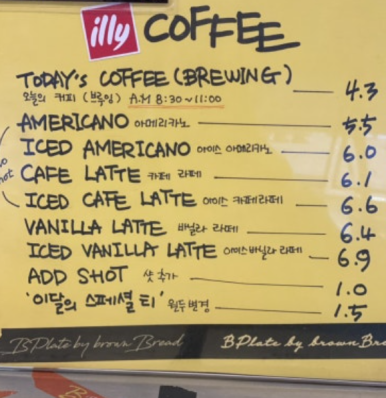 illy COFFEE
TODAY's COFFEE (BREWING) 4.3
오늘의 커피 (브루잉) A.M 8:30~11:00
AMERICANO 아메리카노 5.5
ICED AMERICANO 아이스 아메리카노 6.0
CAFE LATTE 카페 라떼 6.1
ICED CAFE LATTE 아이스 카페라떼 6.6
VANILLA LATTE 바닐라 라떼 6.4
ICED VANILLA LATTE 아이스바닐라 라떼 6.9
ADD SHOT 샷 추가 1.0
'이달의 스페셜 티' 원두변경 1.5
BPlate by brown Bread BPlate by brown Bre